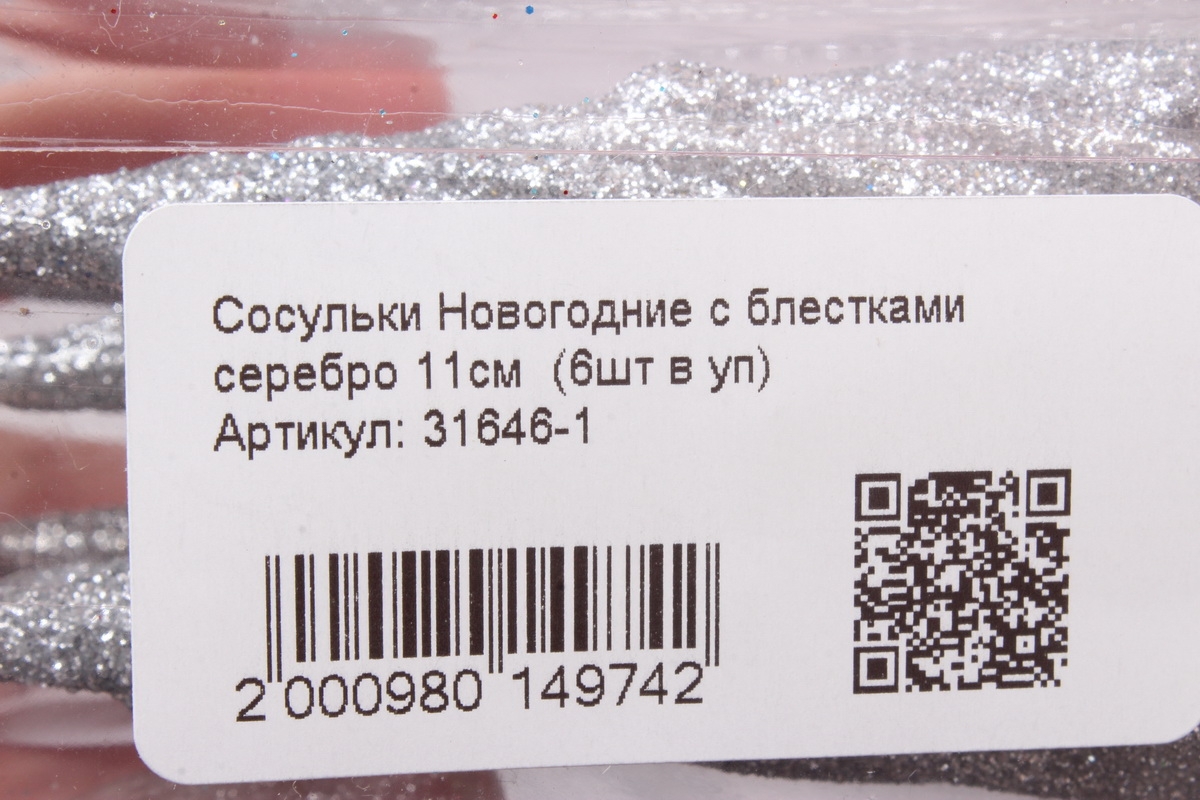 Сосульки Новогодние с блестками
серебро 11см (6шт в уп)
Артикул: 31646-1
2 000980 149742